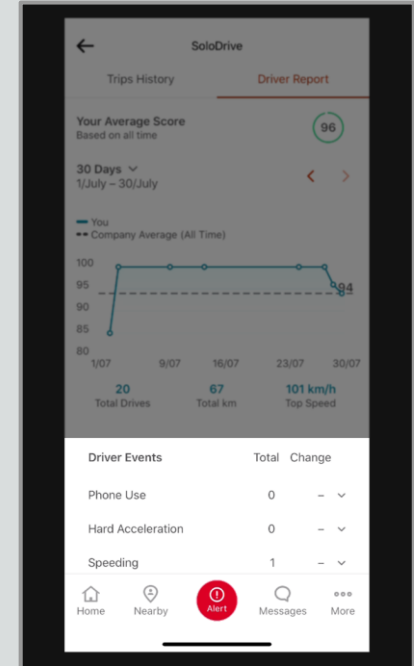 SoloDrive
Trips History Driver Report
Your Average Score
Based on all time
96
30 Days
1/July – 30/July
You
Company Average (All Time)
100
95
94
90
85
80
1/07 9/07 16/07 23/07 30/07
20 67 101 km/h
Total Drives Total km Top Speed
Driver Events Total Change
Phone Use 0 –
Hard Acceleration 0 –
Speeding 1 –
Home Nearby Alert Messages More